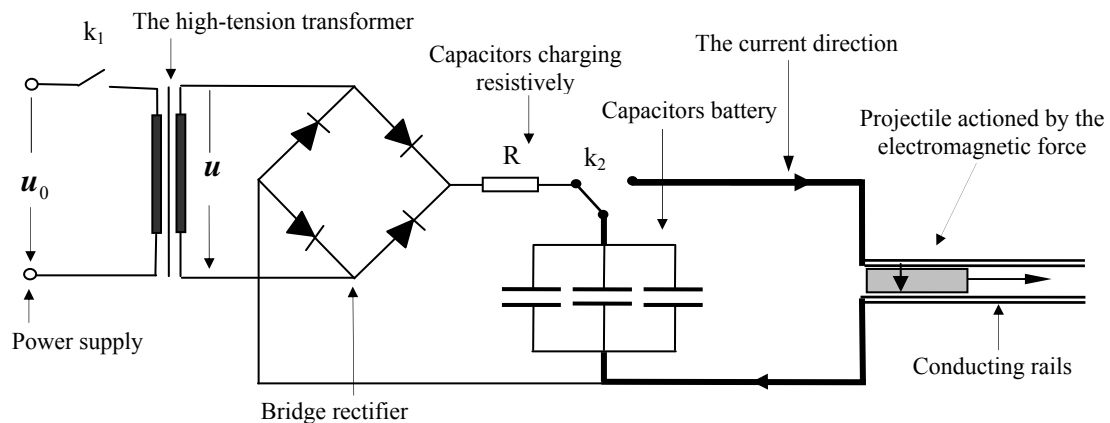 The high-tension transformer
k1
Capacitors charging
resistively
The current direction
Capacitors battery
Projectile actioned by the
electromagnetic force
R
k2
u0
u
Power supply
Bridge rectifier
Conducting rails